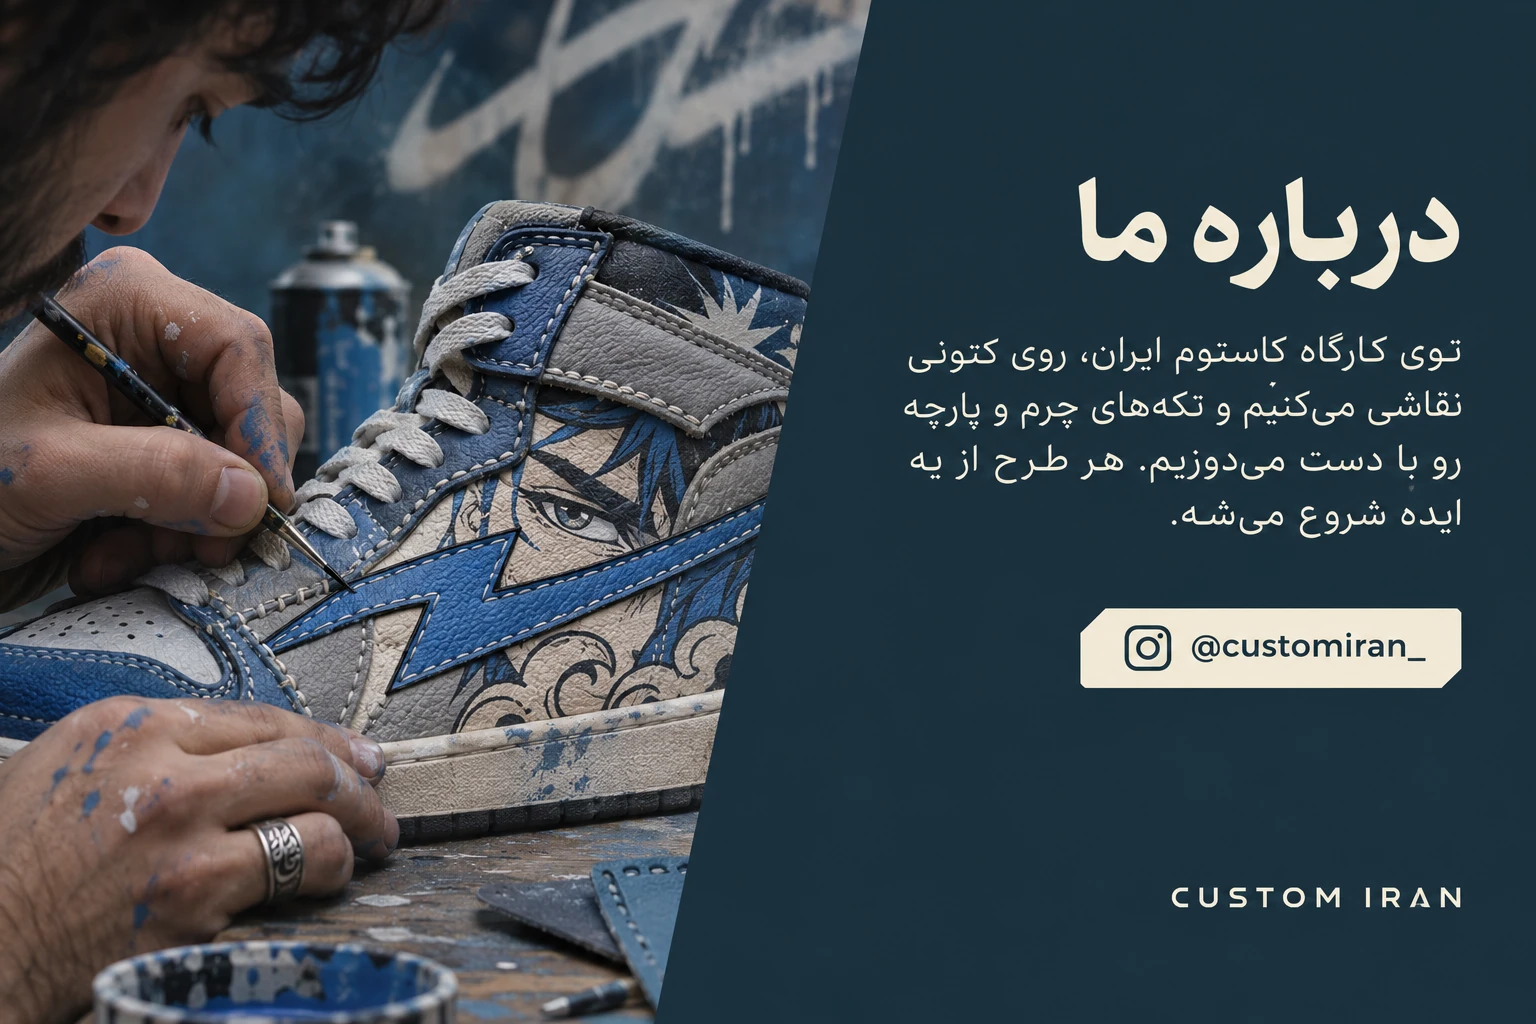 درباره ما
توی کارگاه کاستوم ایران، روی کتونی
نقاشی می‌کنیم و تکه‌های چرم و پارچه
رو با دست می‌دوزیم. هر طرح از یه
ایده شروع می‌شه.
@customiran_
CUSTOM IRAN